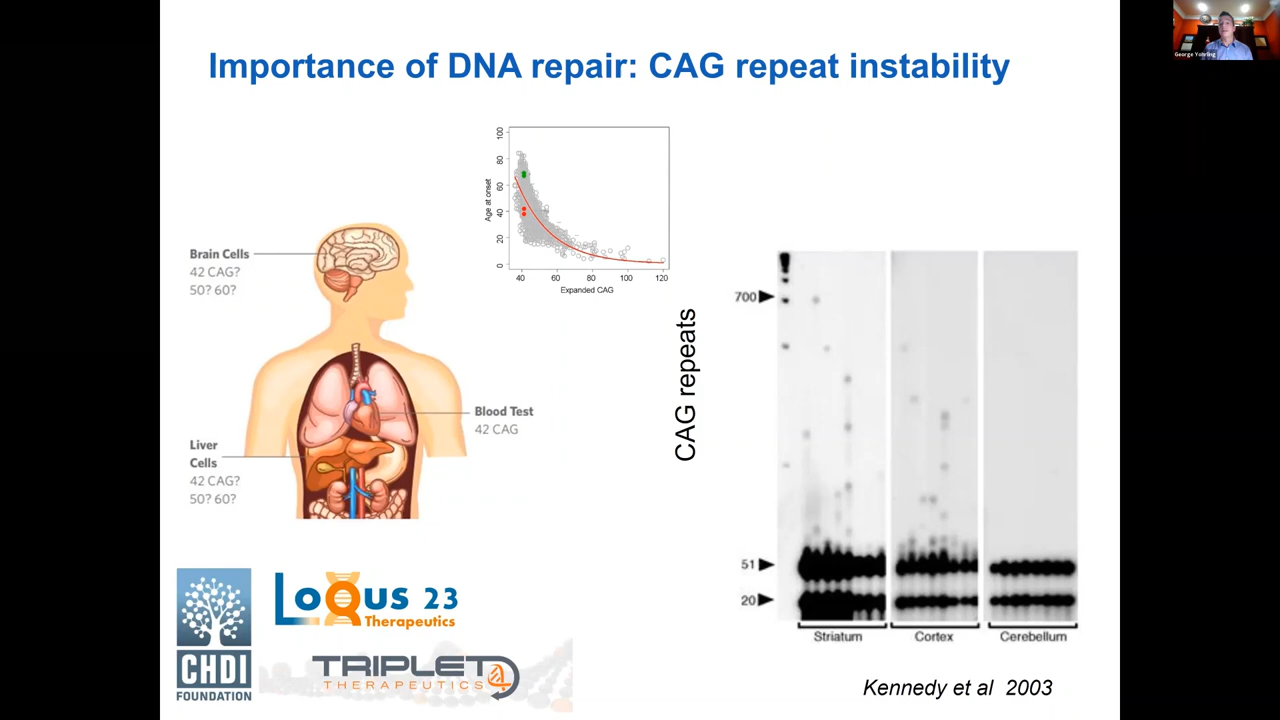 Importance of DNA repair: CAG repeat instability
George Yohrling
100
80
60
40
20
0
Age at onset
40 60 80 100 120
Expanded CAG
Brain Cells
42 CAG?
50? 60?
Blood Test
42 CAG
Liver
Cells
42 CAG?
50? 60?
CAG repeats
700
51
20
Striatum Cortex Cerebellum
Kennedy et al 2003
CHDI
FOUNDATION
LoQus 23
Therapeutics
TRIPLET
THERAPEUTICS